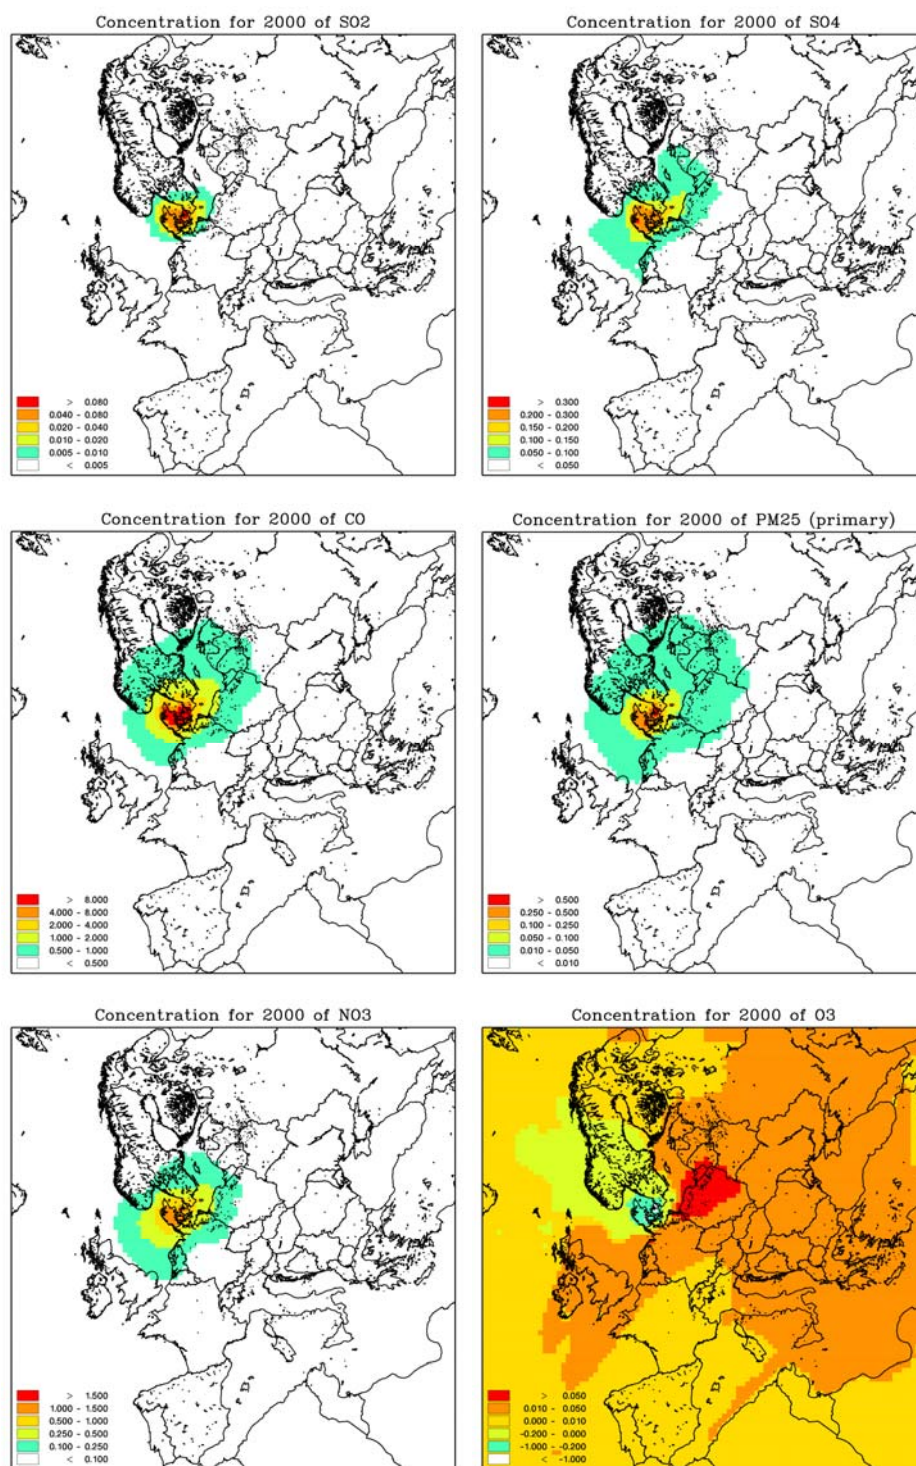 Concentration for 2000 of SO2
> 0.080
0.040 - 0.080
0.020 - 0.040
0.010 - 0.020
0.005 - 0.010
< 0.005
Concentration for 2000 of SO4
> 0.300
0.200 - 0.300
0.150 - 0.200
0.100 - 0.150
0.050 - 0.100
< 0.050
Concentration for 2000 of CO
> 8.000
4.000 - 8.000
2.000 - 4.000
1.000 - 2.000
0.500 - 1.000
< 0.500
Concentration for 2000 of PM25 (primary)
> 0.500
0.250 - 0.500
0.100 - 0.250
0.050 - 0.100
0.010 - 0.050
< 0.010
Concentration for 2000 of NO3
> 1.500
1.000 - 1.500
0.500 - 1.000
0.250 - 0.500
0.100 - 0.250
< 0.100
Concentration for 2000 of O3
> 0.050
0.010 - 0.050
0.000 - 0.010
-0.200 - 0.000
-1.000 - -0.200
< -1.000